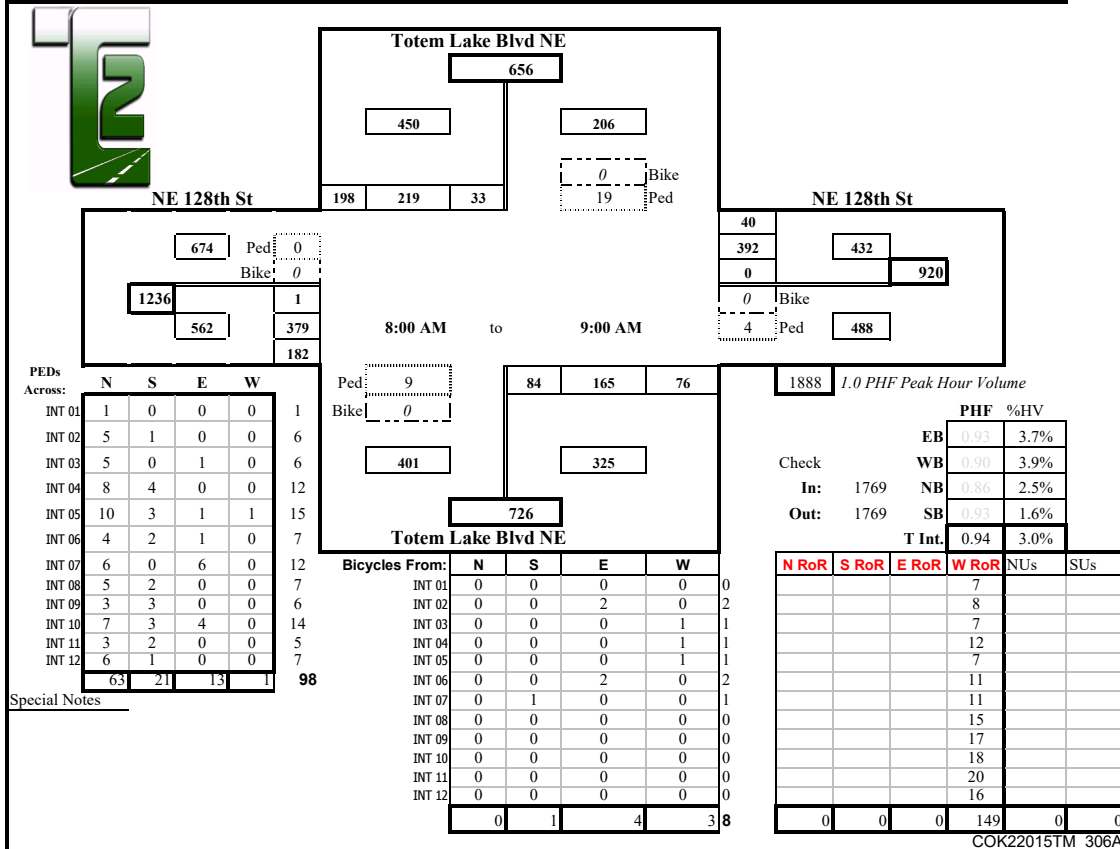 T2
Totem Lake Blvd NE
656
450 206
0 Bike
NE 128th St 198 219 33 19 Ped NE 128th St
40
674 Ped 0 392 432
Bike 0 0 920
1236 1 0 Bike
562 379 8:00 AM to 9:00 AM 4 Ped 488
182
PEDs
Across: N S E W Ped 9 84 165 76 1888 1.0 PHF Peak Hour Volume
INT 01 1 0 0 0 1 Bike 0 PHF %HV
INT 02 5 1 0 0 6 EB 0.93 3.7%
INT 03 5 0 1 0 6 401 325 Check WB 0.90 3.9%
INT 04 8 4 0 0 12 In: 1769 NB 0.86 2.5%
INT 05 10 3 1 1 15 726 Out: 1769 SB 0.93 1.6%
INT 06 4 2 1 0 7 Totem Lake Blvd NE T Int. 0.94 3.0%
INT 07 6 0 6 0 12 Bicycles From: N S E W N RoR S RoR E RoR W RoR NUs SUs
INT 08 5 2 0 0 7 INT 01 0 0 0 0 0 7
INT 09 3 3 0 0 6 INT 02 0 0 2 0 2 8
INT 10 7 3 4 0 14 INT 03 0 0 0 1 1 7
INT 11 3 2 0 0 5 INT 04 0 0 0 1 1 12
INT 12 6 1 0 0 7 INT 05 0 0 0 1 1 7
63 21 13 1 98 INT 06 0 0 2 0 2 11
Special Notes INT 07 0 1 0 0 1 11
INT 08 0 0 0 0 0 15
INT 09 0 0 0 0 0 17
INT 10 0 0 0 0 0 18
INT 11 0 0 0 0 0 20
INT 12 0 0 0 0 0 16
0 1 4 3 8 0 0 0 149 0 0
COK22015TM_306A